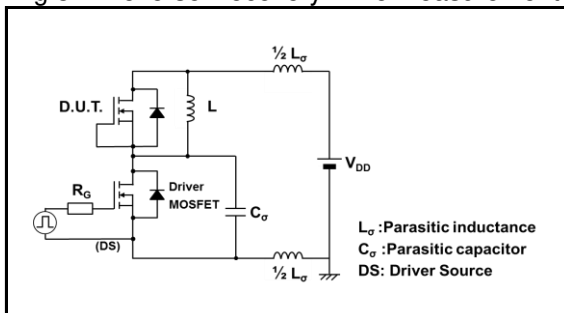 ½ Lσ
D.U.T.
L
VDD
RG
Driver
MOSFET
Cσ
(DS)
½ Lσ
Lσ :Parasitic inductance
Cσ :Parasitic capacitor
DS: Driver Source